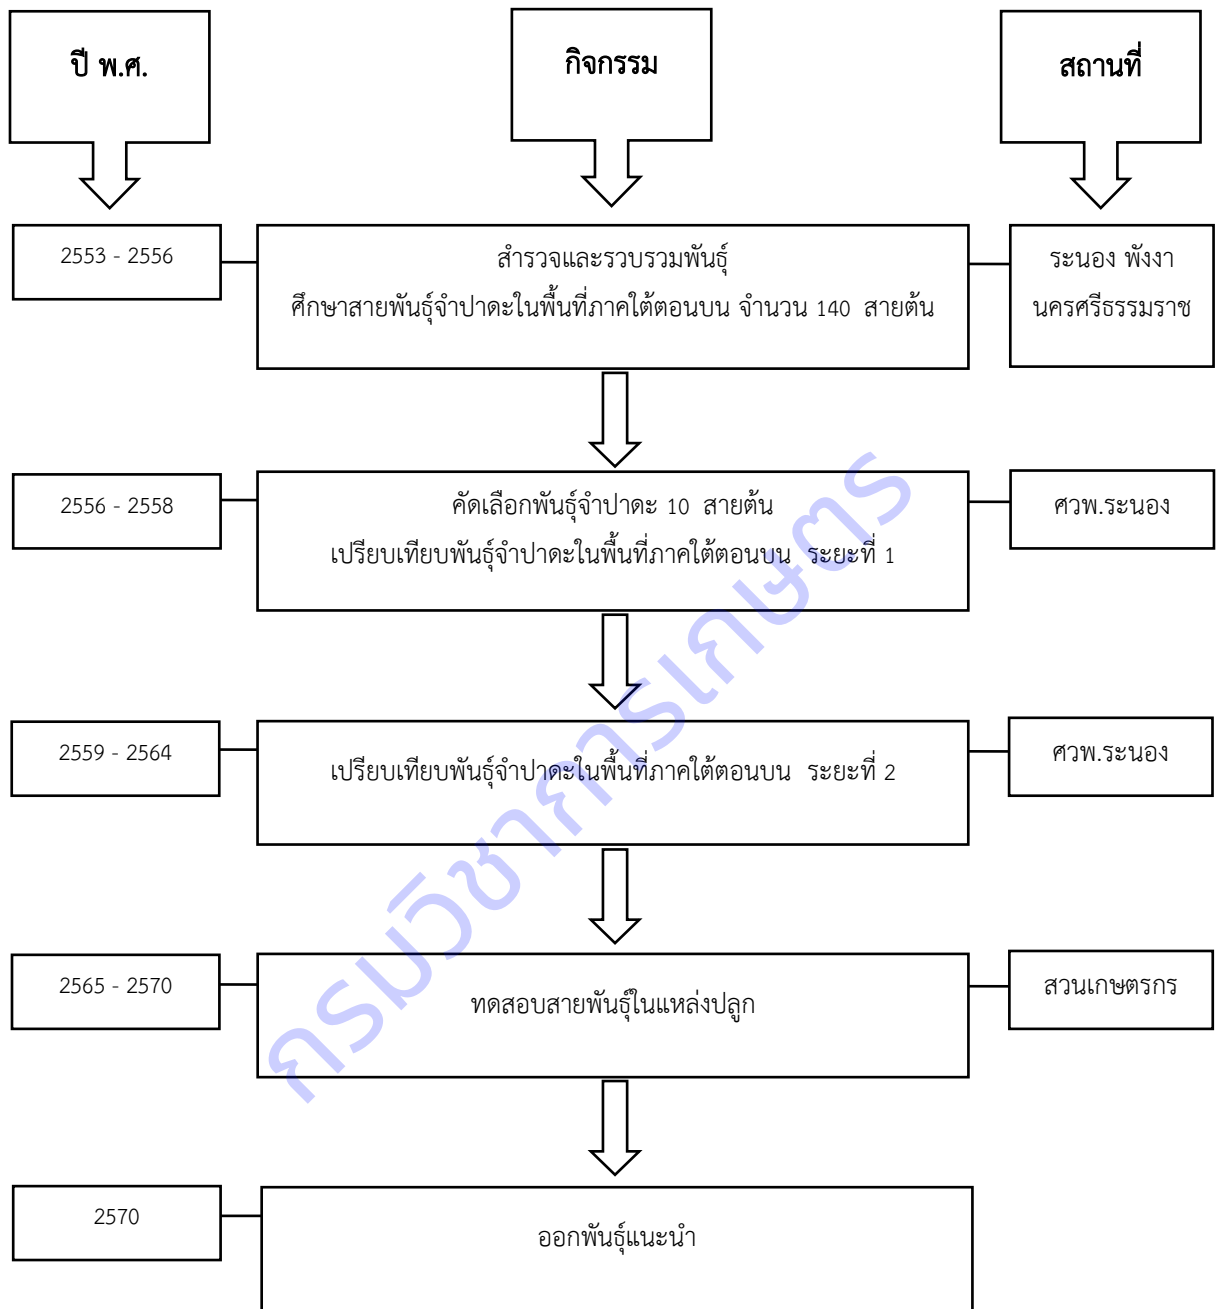 ปี พ.ศ.
กิจกรรม
สถานที่
2553 - 2556
สำรวจและรวบรวมพันธุ์
ศึกษาสายพันธุ์จำปาดะในพื้นที่ภาคใต้ตอนบน จำนวน 140 สายต้น
ระนอง พังงา
นครศรีธรรมราช
2556 - 2558
คัดเลือกพันธุ์จำปาดะ 10 สายต้น
เปรียบเทียบพันธุ์จำปาดะในพื้นที่ภาคใต้ตอนบน ระยะที่ 1
ศวพ.ระนอง
2559 - 2564
เปรียบเทียบพันธุ์จำปาดะในพื้นที่ภาคใต้ตอนบน ระยะที่ 2
ศวพ.ระนอง
2565 - 2570
ทดสอบสายพันธุ์ในแหล่งปลูก
สวนเกษตรกร
2570
ออกพันธุ์แนะนำ
กรมวิชาการเกษตร